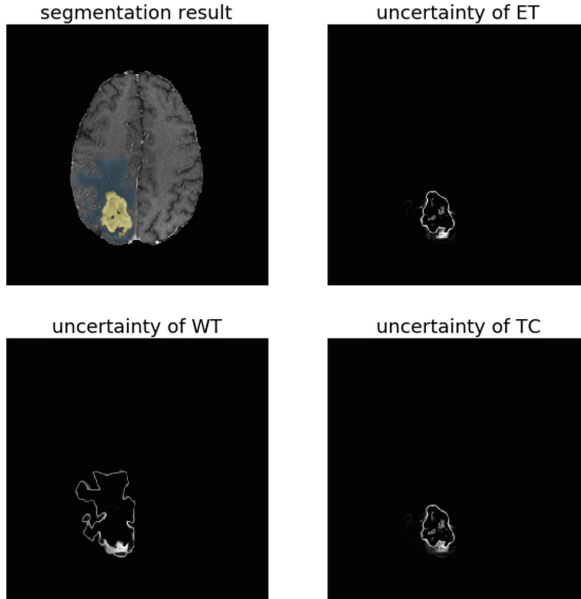 segmentation result
uncertainty of ET
uncertainty of WT
uncertainty of TC